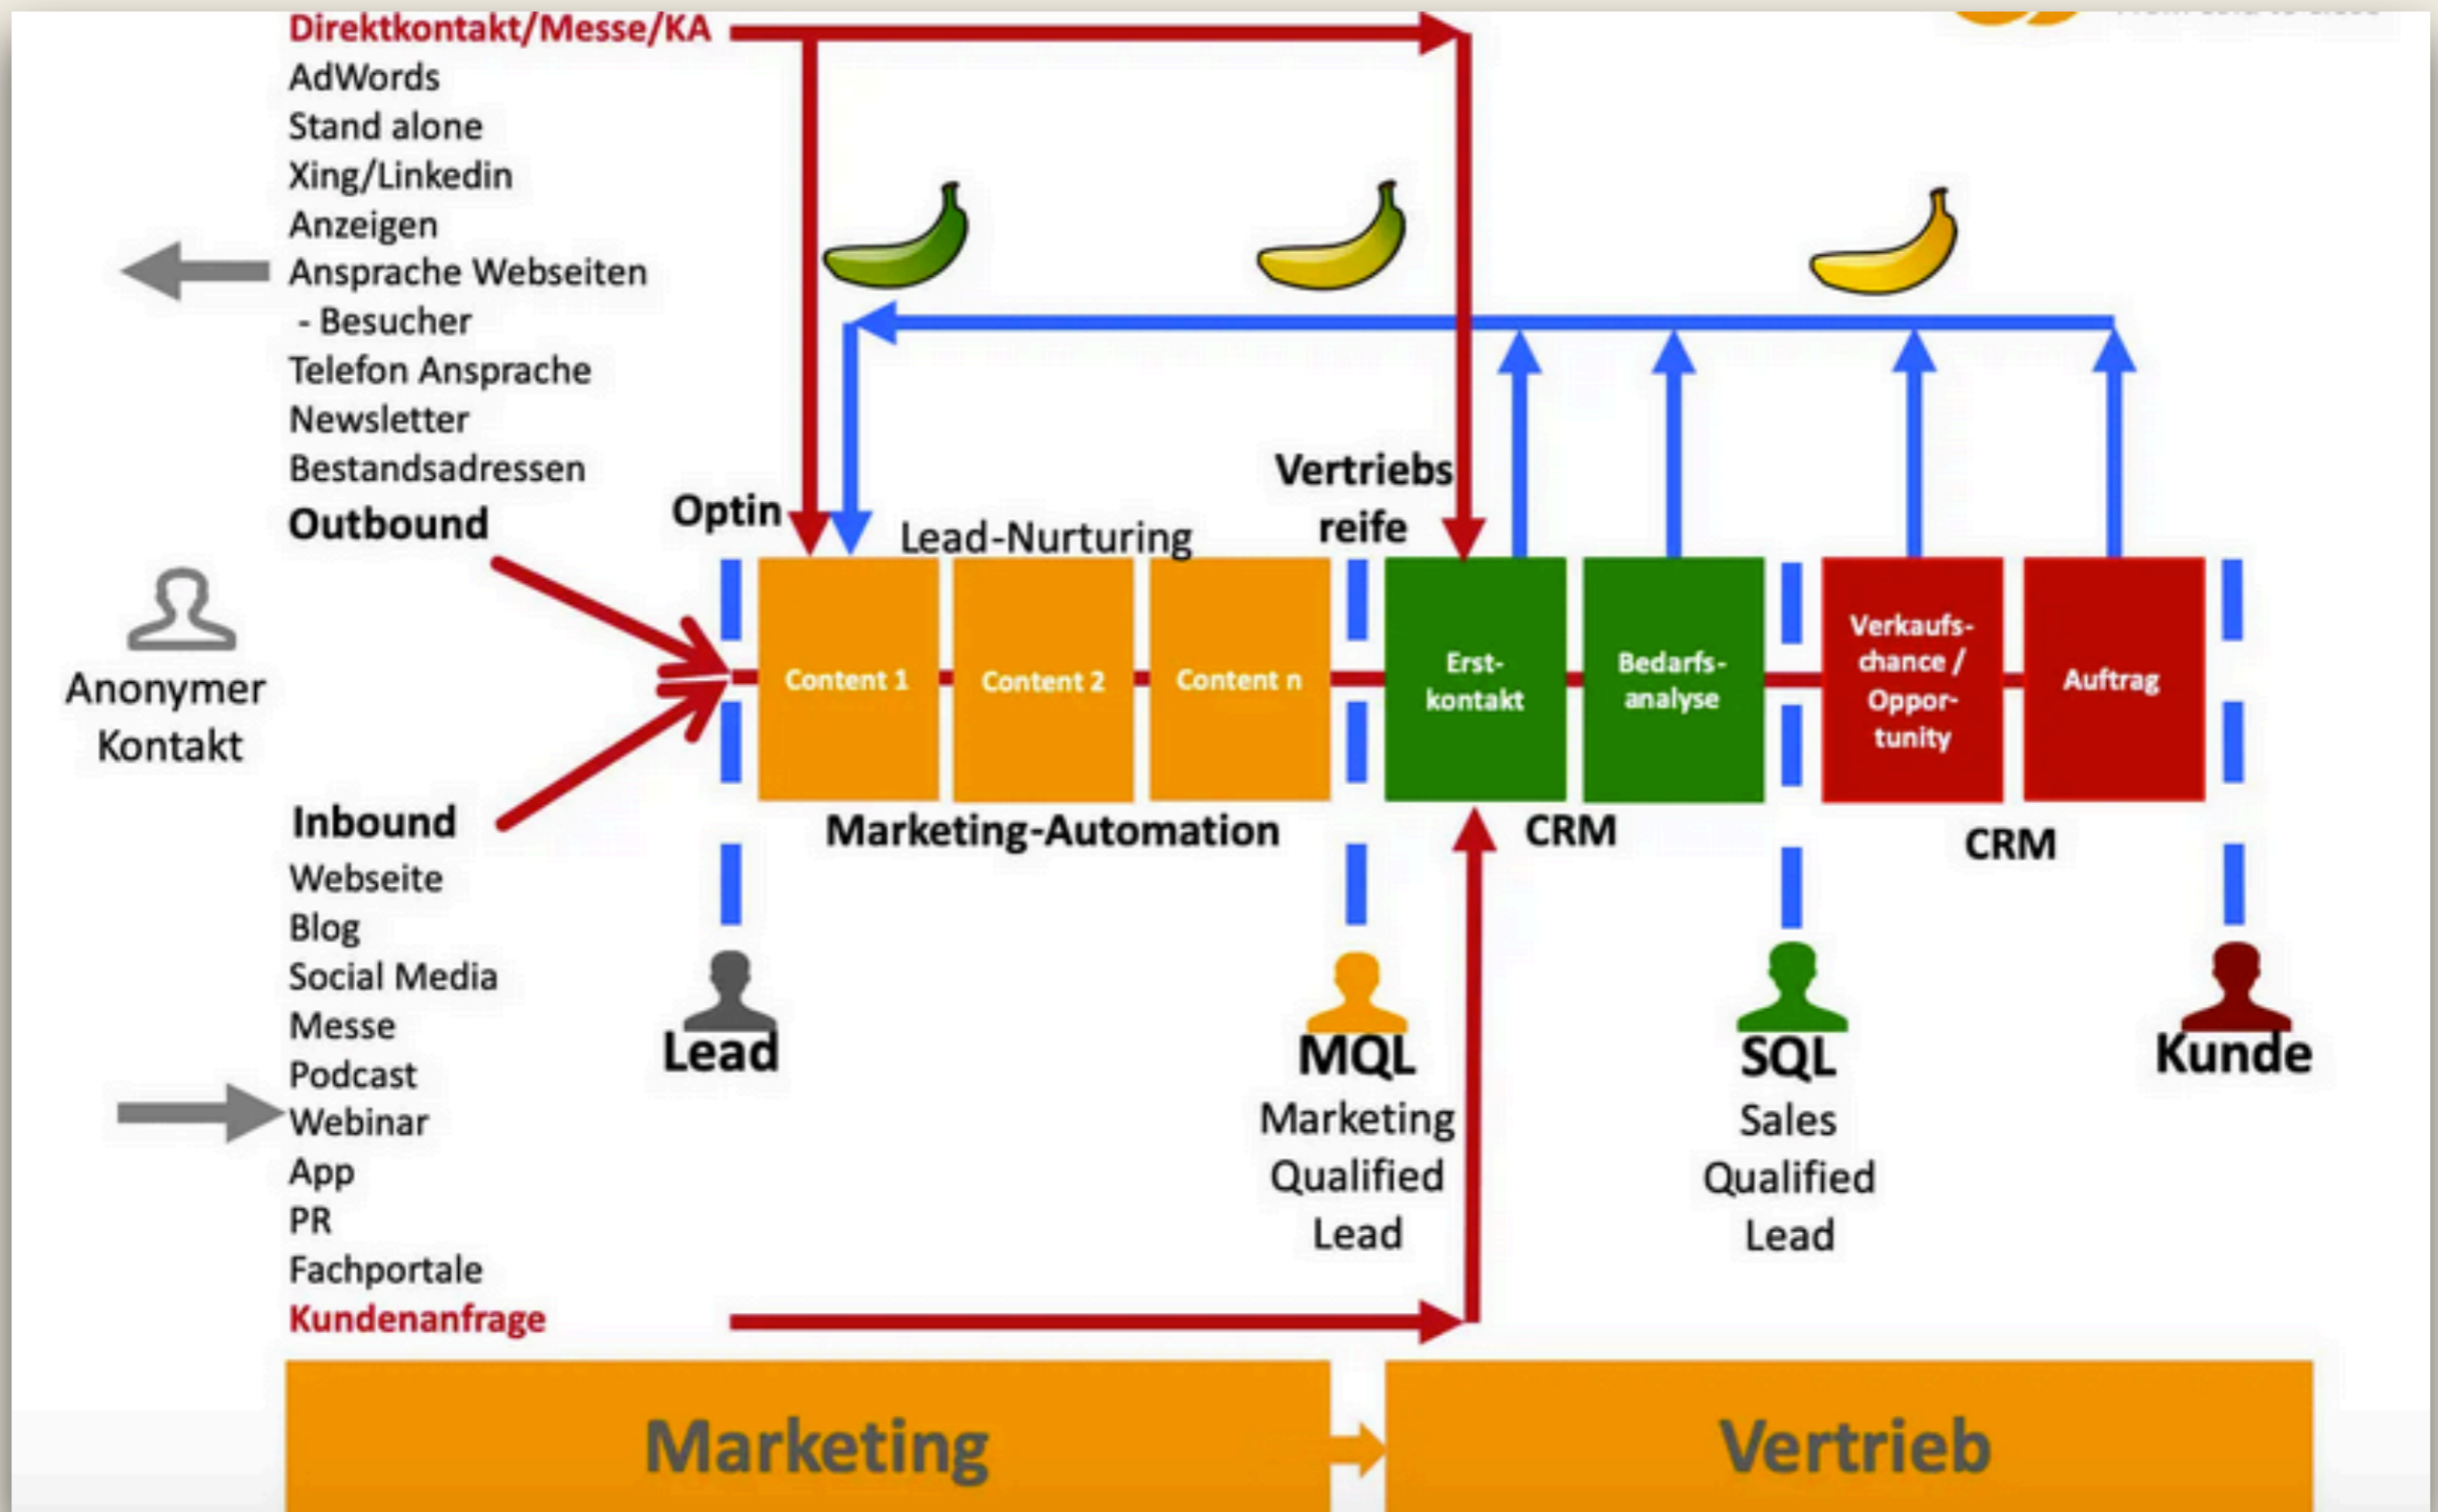 Direktkontakt/Messe/KA
AdWords
Stand alone
Xing/Linkedin
Anzeigen
Ansprache Webseiten
- Besucher
Telefon Ansprache
Newsletter
Bestandsadressen
Outbound
Anonymer
Kontakt
Inbound
Webseite
Blog
Social Media
Messe
Podcast
Webinar
App
PR
Fachportale
Kundenanfrage
Optin
Lead-Nurturing
Vertriebs
reife
Content 1
Content 2
Content n
Erst-
kontakt
Bedarfs-
analyse
Verkaufs-
chance /
Oppor-
tunity
Auftrag
Marketing-Automation
CRM
CRM
Lead
MQL
Marketing
Qualified
Lead
SQL
Sales
Qualified
Lead
Kunde
Marketing
Vertrieb